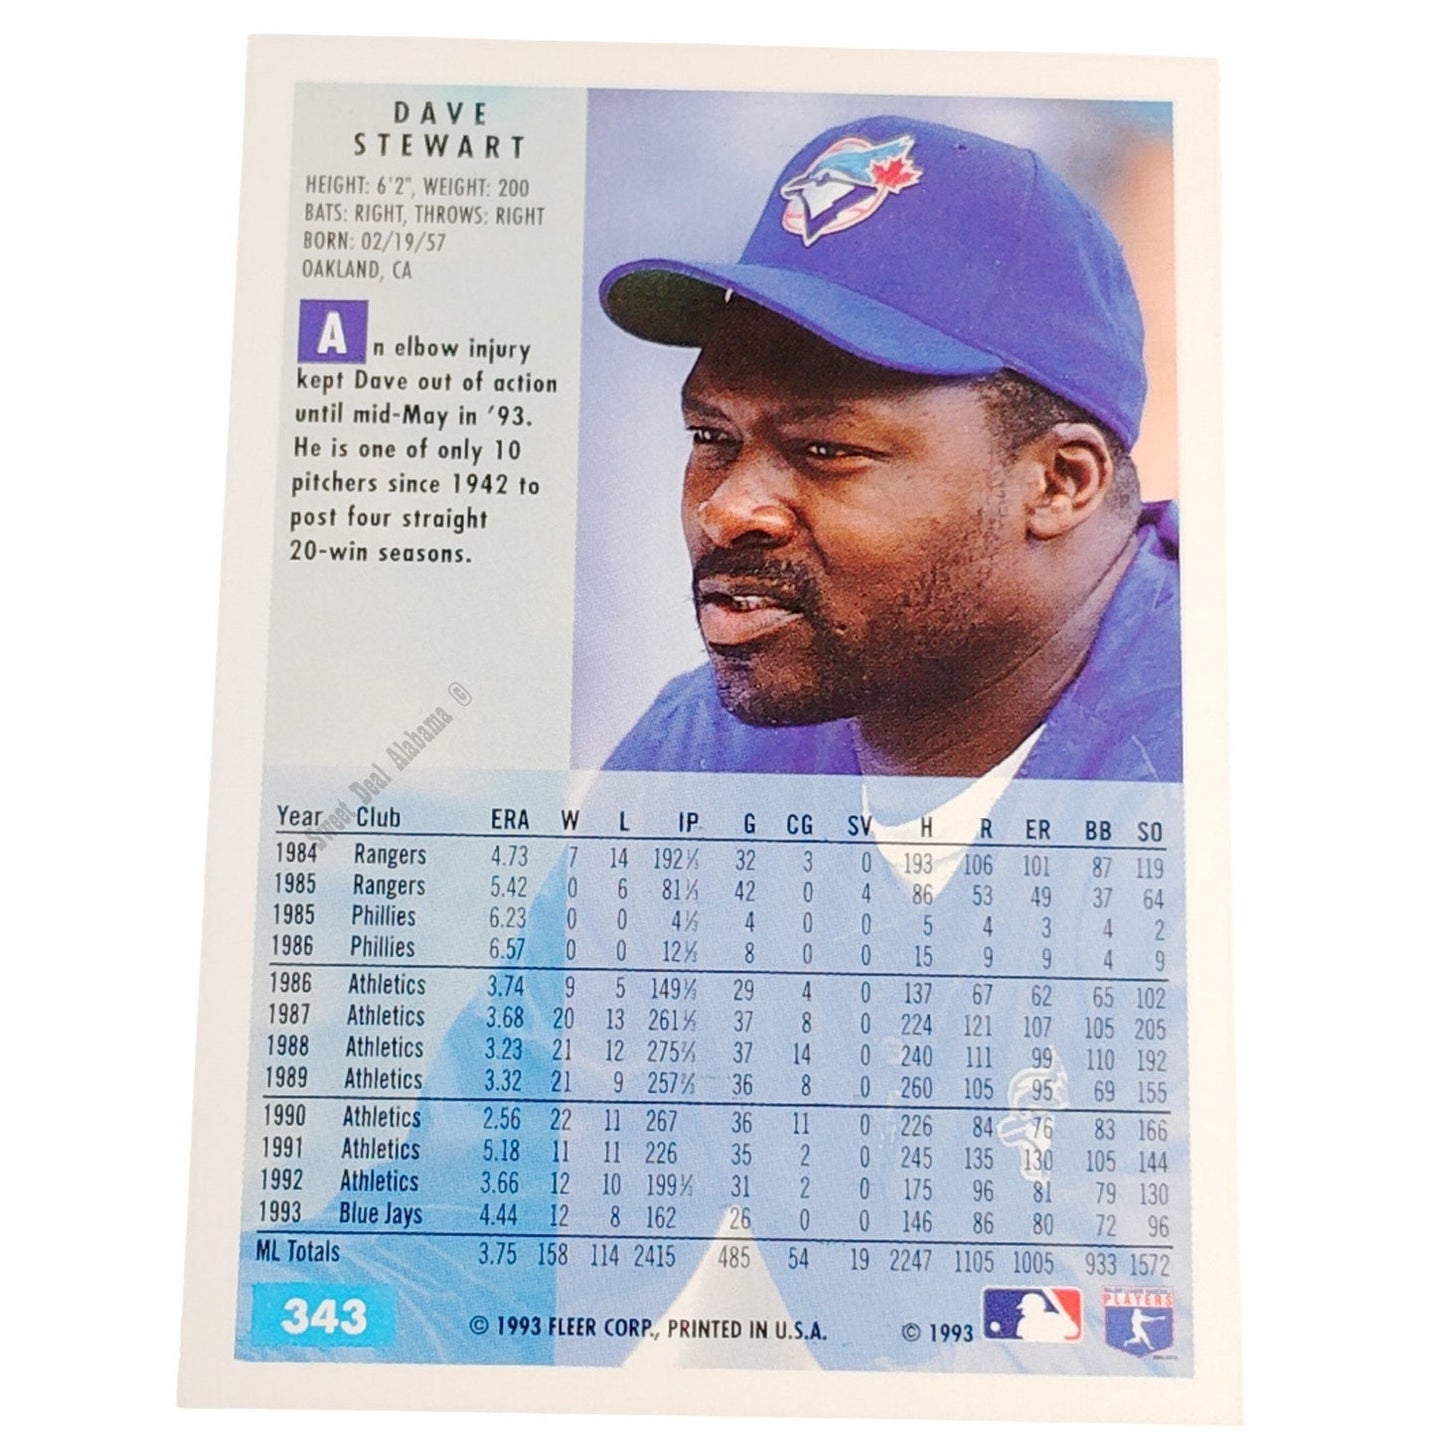 DAVE
STEWART
HEIGHT: 6'2", WEIGHT: 200
BATS: RIGHT, THROWS: RIGHT
BORN: 02/19/57
OAKLAND, CA
An elbow injury
kept Dave out of action
until mid-May in '93.
He is one of only 10
pitchers since 1942 to
post four straight
20-win seasons.
Sweet Deal Alabama ©
Year Club ERA W L IP G CG SV H R ER BB SO
1984 Rangers 4.73 7 14 192⅓ 32 3 0 193 106 101 87 119
1985 Rangers 5.42 0 6 81⅓ 42 0 4 86 53 49 37 64
1985 Phillies 6.23 0 0 4⅓ 4 0 0 5 4 3 4 2
1986 Phillies 6.57 0 0 12⅓ 8 0 0 15 9 9 4 9
1986 Athletics 3.74 9 5 149⅓ 29 4 0 137 67 62 65 102
1987 Athletics 3.68 20 13 261⅓ 37 8 0 224 121 107 105 205
1988 Athletics 3.23 21 12 275⅔ 37 14 0 240 111 99 110 192
1989 Athletics 3.32 21 9 257⅔ 36 8 0 260 105 95 69 155
1990 Athletics 2.56 22 11 267 36 11 0 226 84 76 83 166
1991 Athletics 5.18 11 11 226 35 2 0 245 135 130 105 144
1992 Athletics 3.66 12 10 199⅓ 31 2 0 175 96 81 79 130
1993 Blue Jays 4.44 12 8 162 26 0 0 146 86 80 72 96
ML Totals 3.75 158 114 2415 485 54 19 2247 1105 1005 933 1572
343
© 1993 FLEER CORP., PRINTED IN U.S.A.
© 1993
PLAYERS